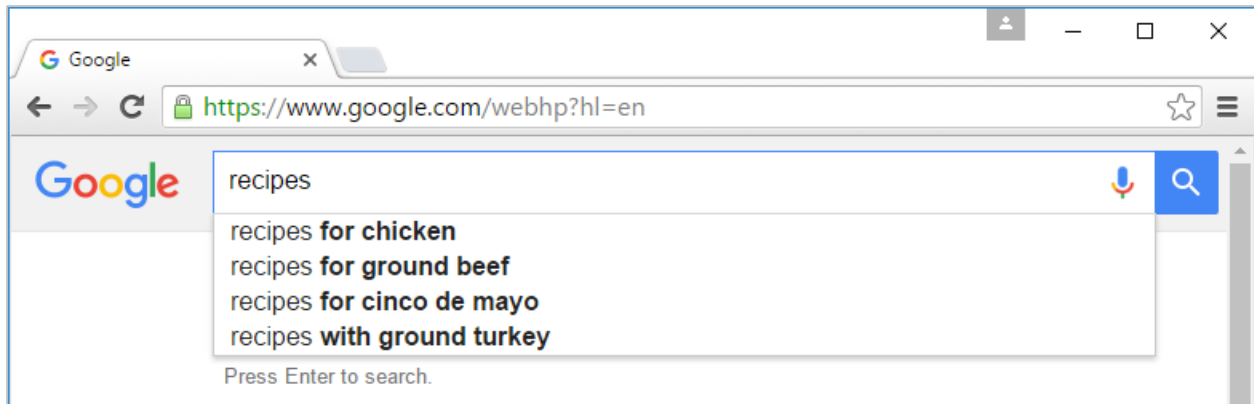 Google
https://www.google.com/webhp?hl=en
Google recipes
recipes for chicken
recipes for ground beef
recipes for cinco de mayo
recipes with ground turkey
Press Enter to search.